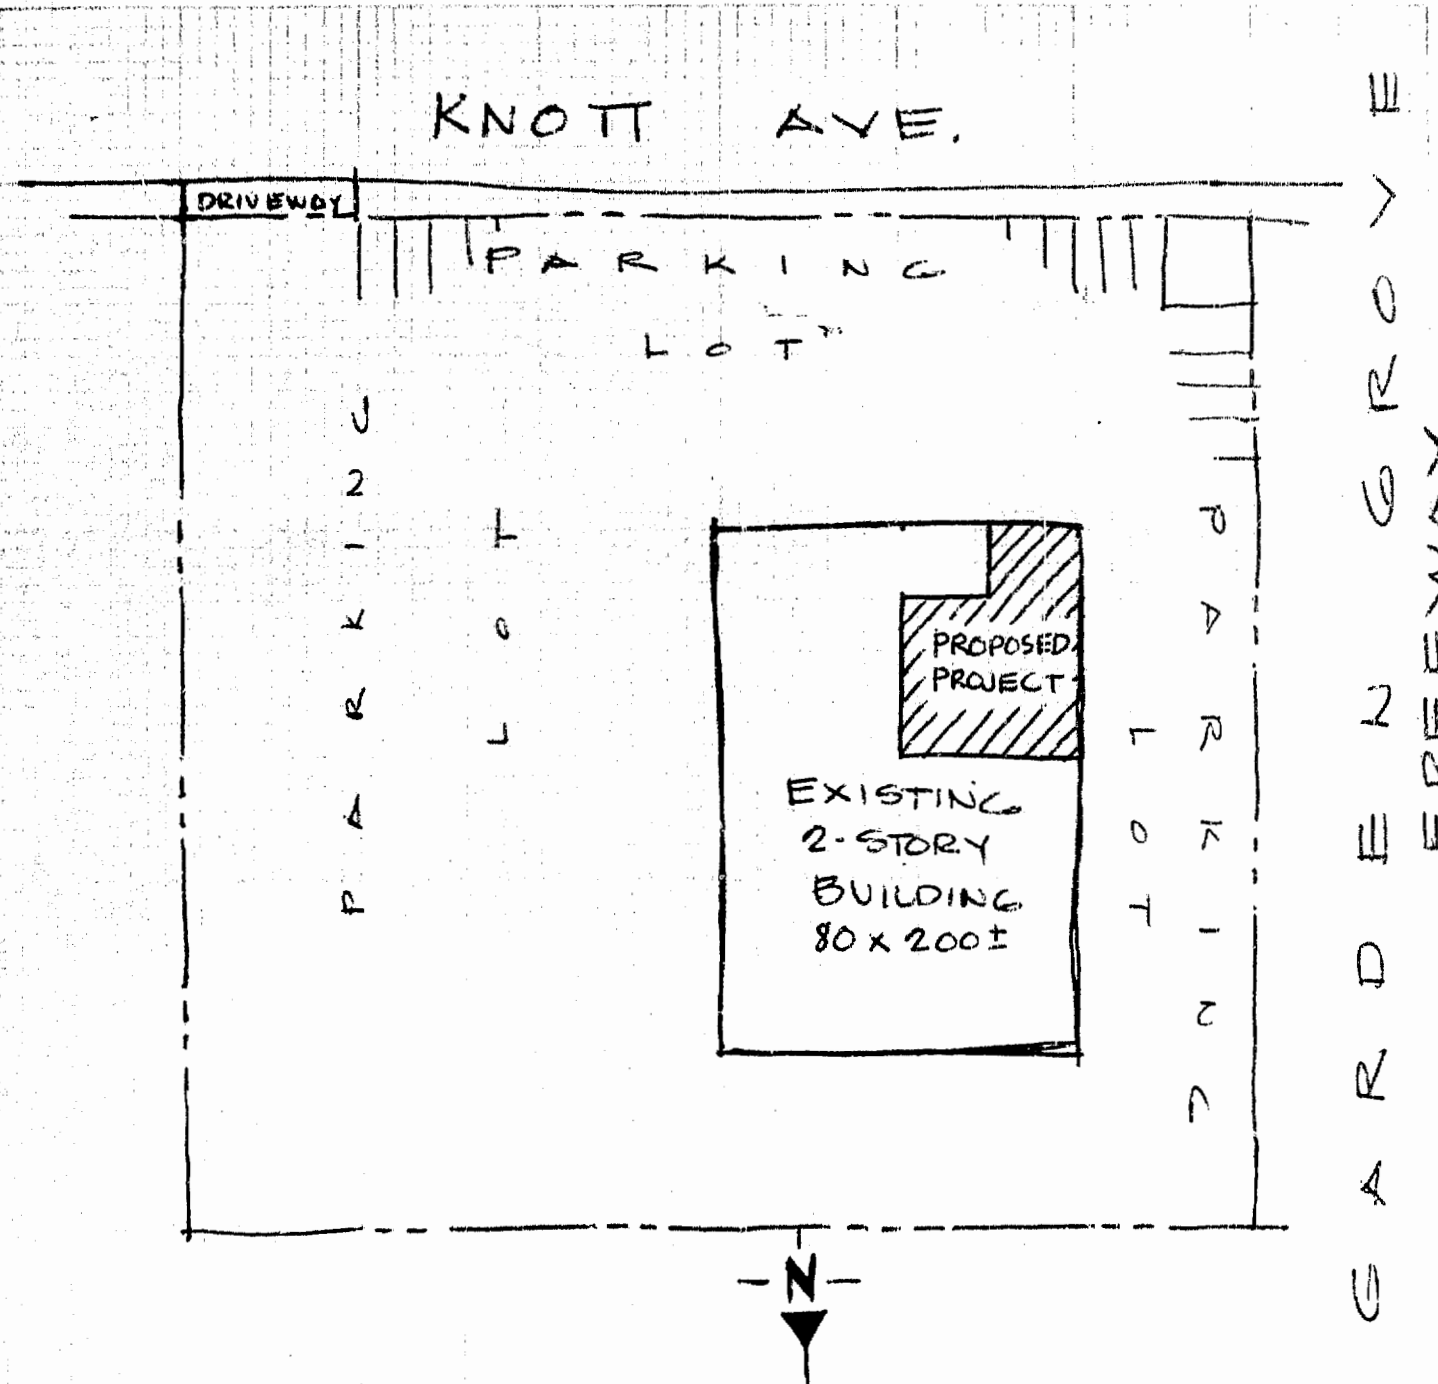 KNOTT AVE.
DRIVEWAY
PARKING
LOT
PARKING
LOT
PROPOSED
PROJECT
EXISTING
2-STORY
BUILDING
80 x 200 ±
LOT
PARKING
GARDEN GROVE
FREEWAY
-N-